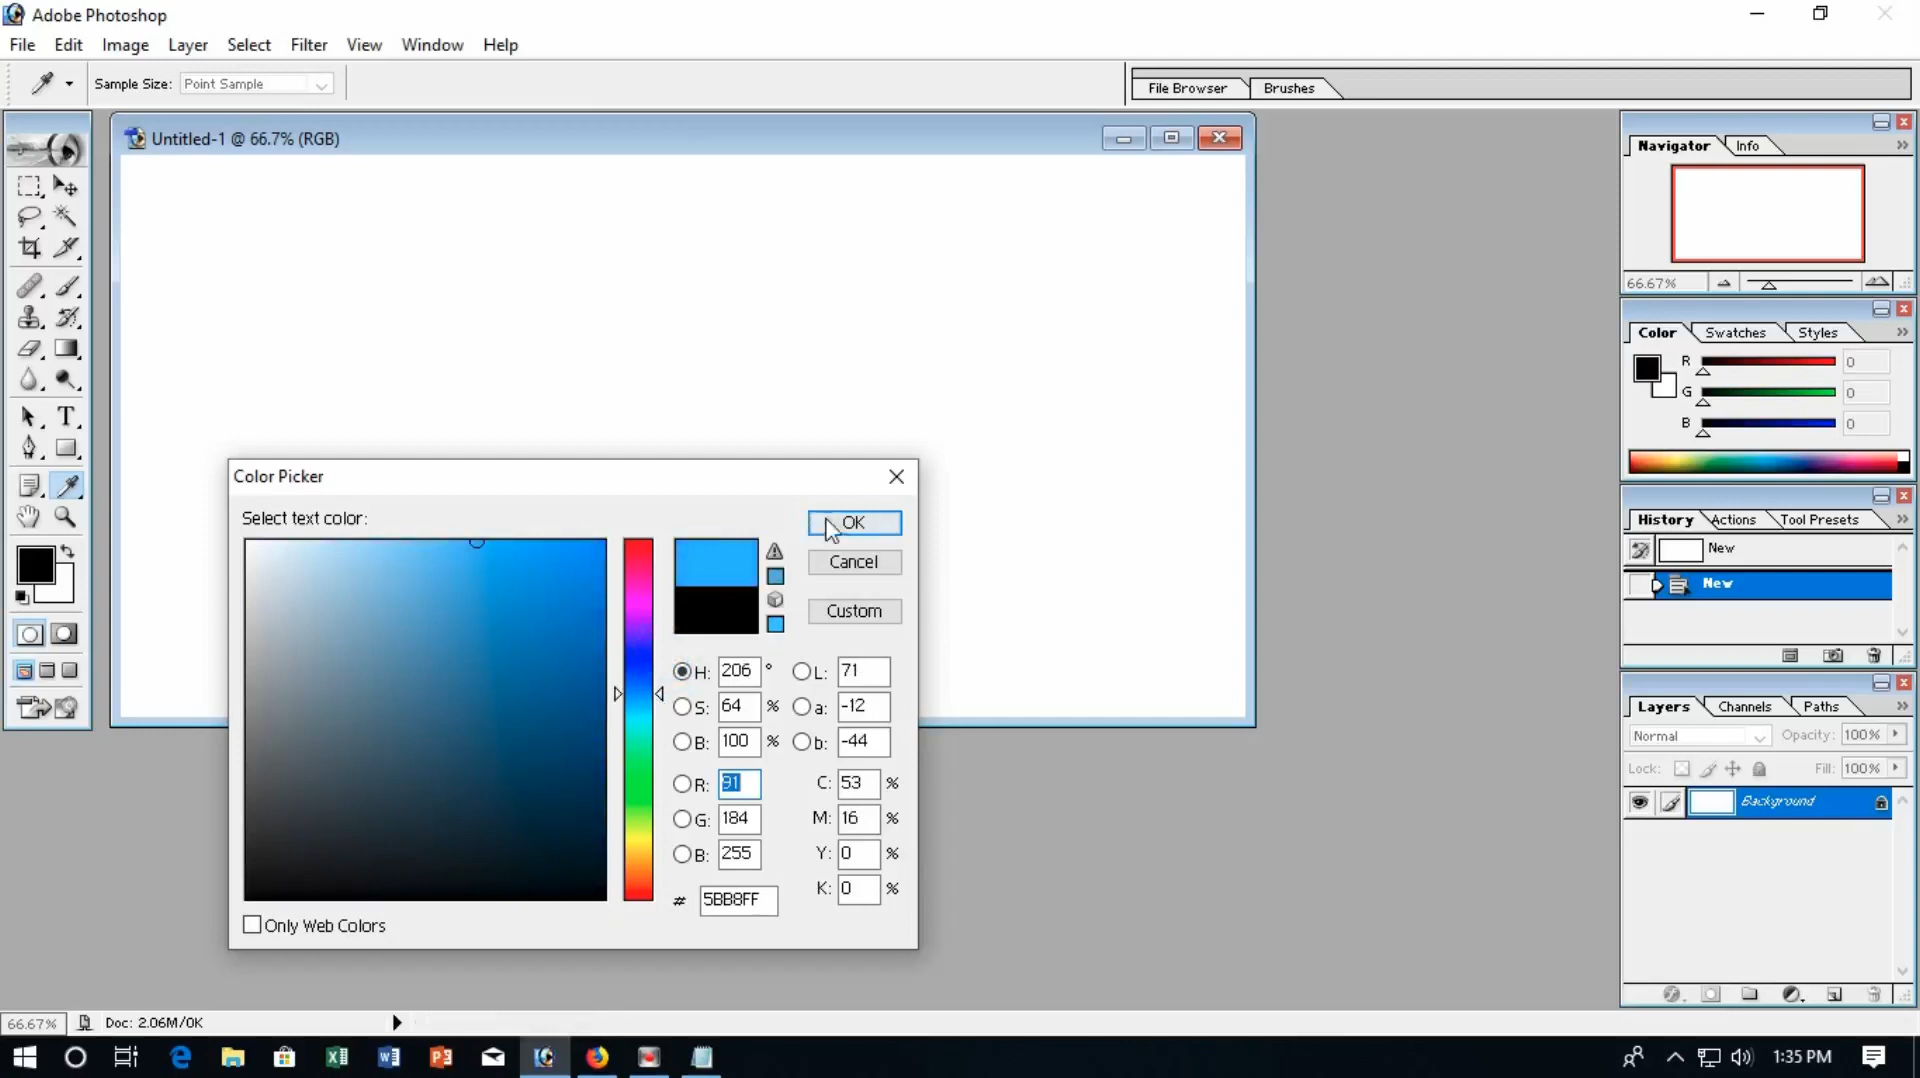 Adobe Photoshop
File Edit Image Layer Select Filter View Window Help
Sample Size: Point Sample
File Browser Brushes
Untitled-1 @ 66.7% (RGB)
Navigator Info
66.67%
Color Swatches Styles
R 0
G 0
B 0
T
Color Picker
Select text color:
OK
Cancel
Custom
H: 206 ° L: 71
S: 64 % a: -12
B: 100 % b: -44
R: 91 C: 53 %
G: 184 M: 16 %
B: 255 Y: 0 %
# 5BB8FF K: 0 %
Only Web Colors
History Actions Tool Presets
New
New
Layers Channels Paths
Normal Opacity: 100%
Lock: Fill: 100%
Background
66.67% Doc: 2.06M/0K
1:35 PM